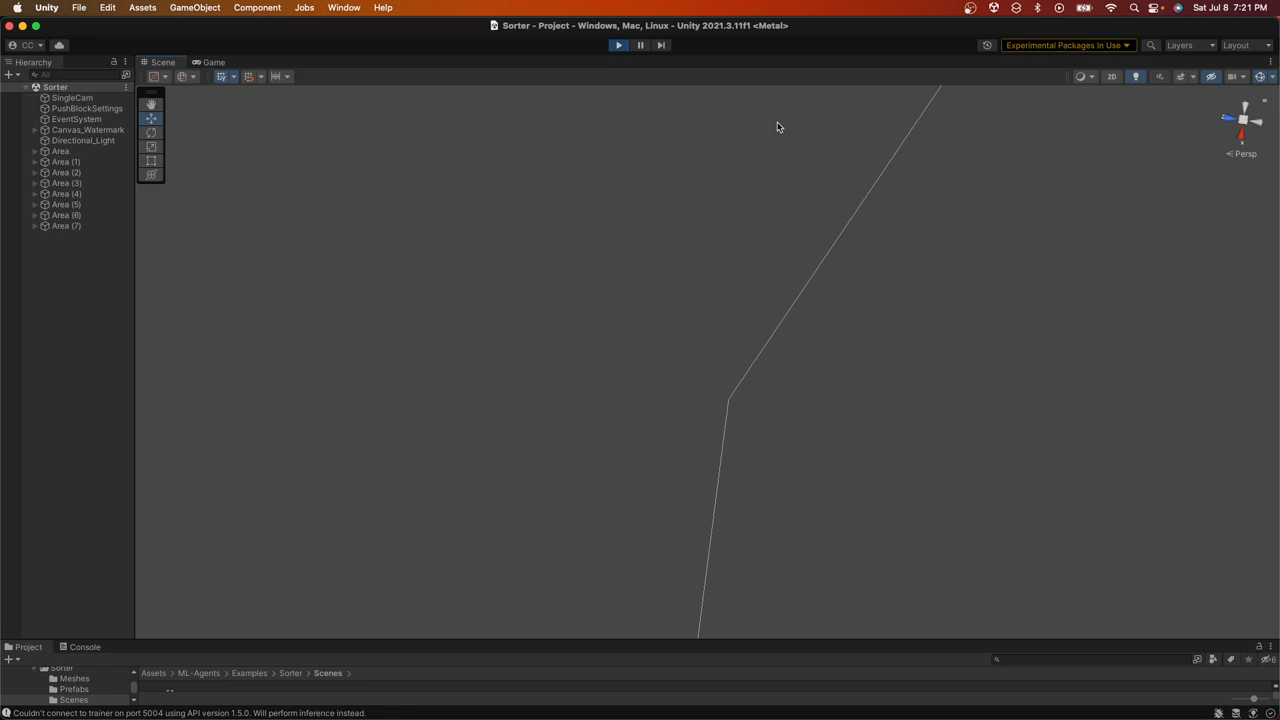 Unity File Edit Assets GameObject Component Jobs Window Help Sat Jul 8 7:21 PM
Sorter - Project - Windows, Mac, Linux - Unity 2021.3.11f1 <Metal>
CC Experimental Packages In Use Layers Layout
Hierarchy Scene Game
All 2D
Sorter
SingleCam
PushBlockSettings
EventSystem
Canvas_Watermark
Directional_Light
Area
Area (1)
Area (2)
Area (3)
Area (4)
Area (5)
Area (6)
Area (7)
x
< Persp
Project Console
6
Sorter
Meshes
Prefabs
Scenes
Assets > ML-Agents > Examples > Sorter > Scenes >
Couldn't connect to trainer on port 5004 using API version 1.5.0. Will perform inference instead.